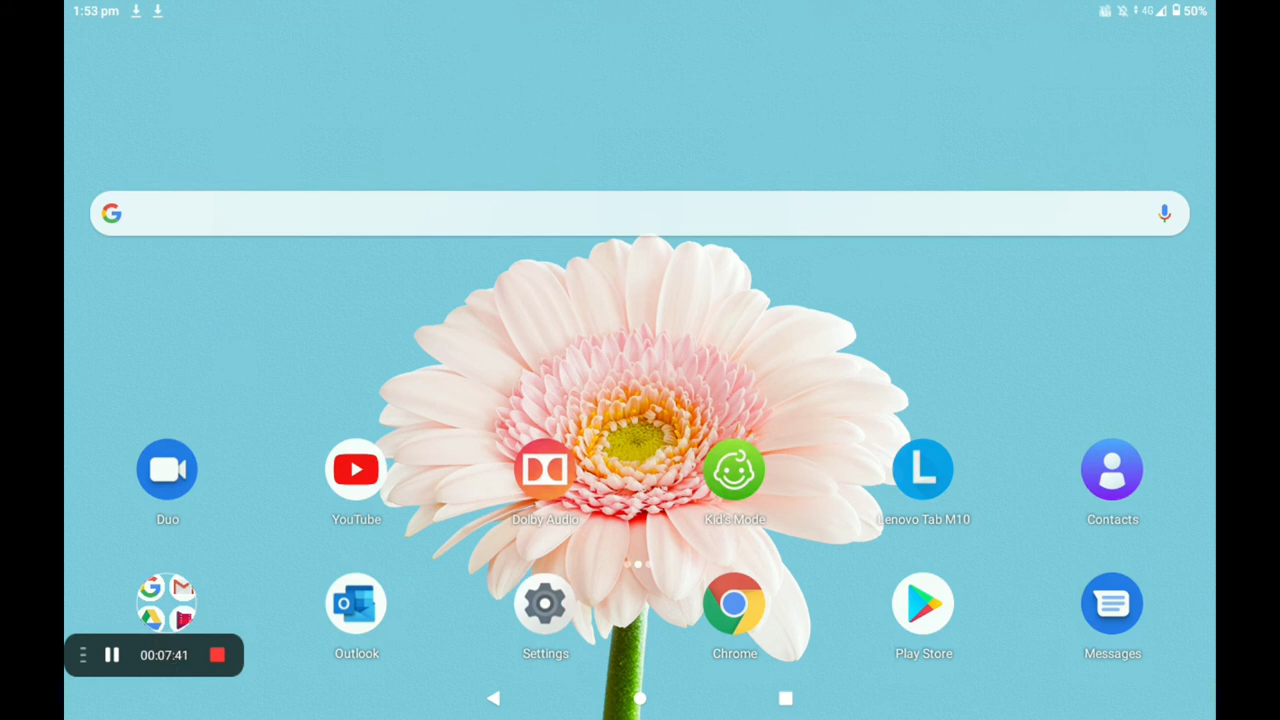 1:53 pm
4G 50%
Duo
YouTube
Dolby Audio
Kid's Mode
Lenovo Tab M10
Contacts
Outlook
Settings
Chrome
Play Store
Messages
00:07:41